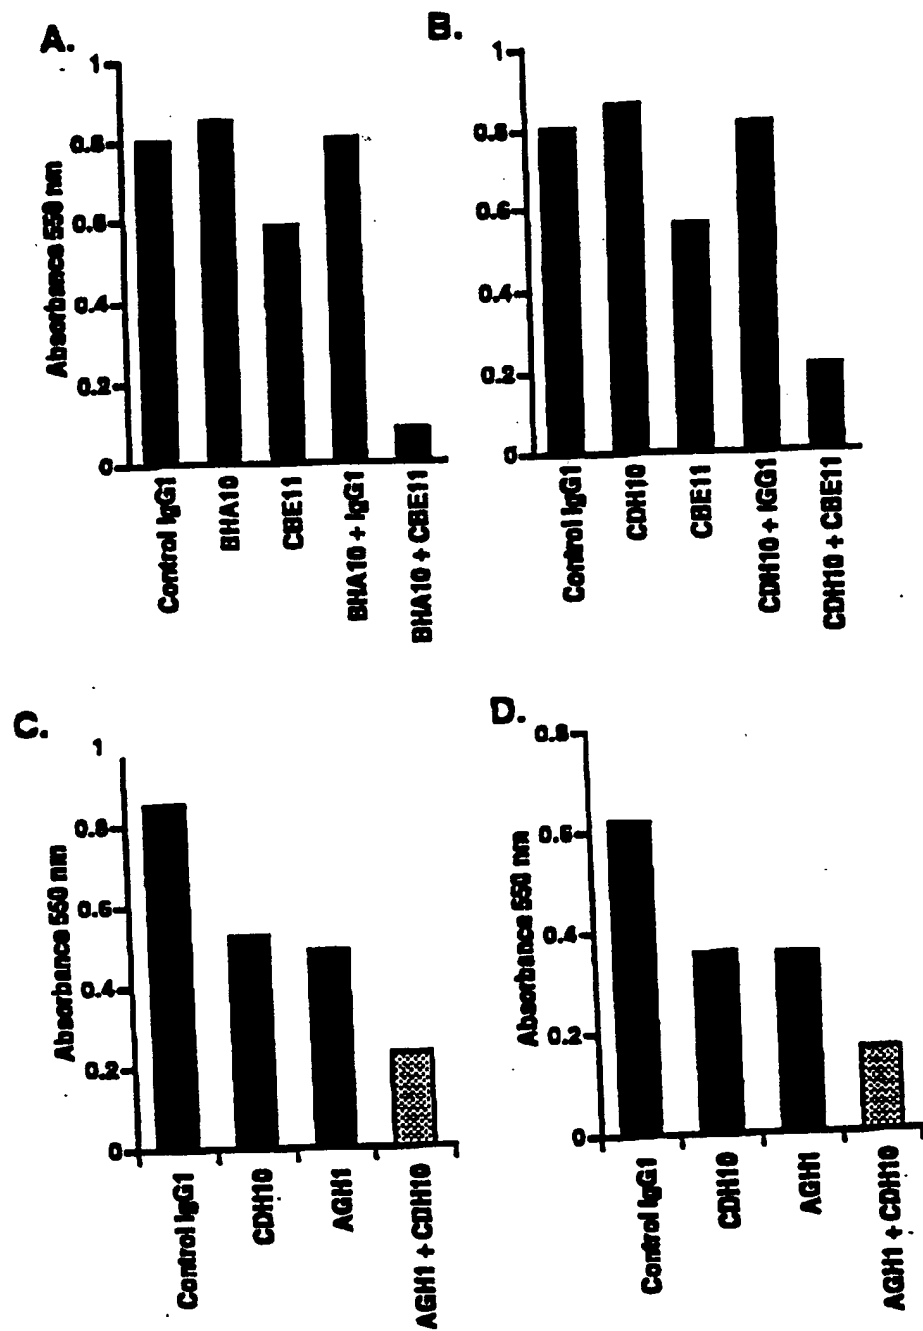 A.
Absorbance 550 nm
1
0.8
0.6
0.4
0.2
0
Control IgG1
BHA10
CBE11
BHA10 + IgG1
BHA10 + CBE11
B.
1
0.8
0.6
0.4
0.2
0
Control IgG1
CDH10
CBE11
CDH10 + IGG1
CDH10 + CBE11
C.
Absorbance 550 nm
1
0.8
0.6
0.4
0.2
0
Control IgG1
CDH10
AGH1
AGH1 + CDH10
D.
Absorbance 550 nm
0.8
0.6
0.4
0.2
0
Control IgG1
CDH10
AGH1
AGH1 + CDH10